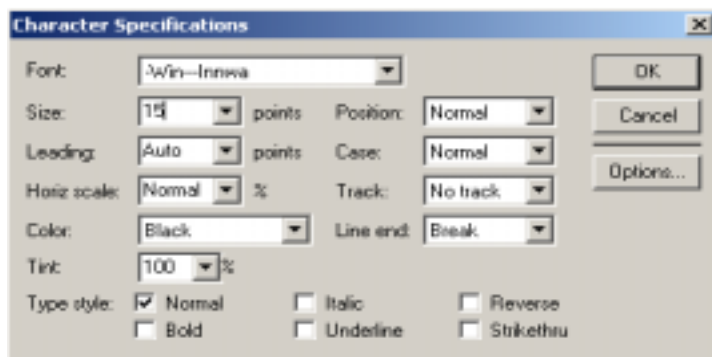 Character Specifications
Font: -Win---Innwa OK
Size: 15 points Position: Normal Cancel
Leading: Auto points Case: Normal
Horiz scale: Normal % Track: No track Options...
Color: Black Line end: Break
Tint: 100 %
Type style: Normal Italic Reverse
Bold Underline Strikethru